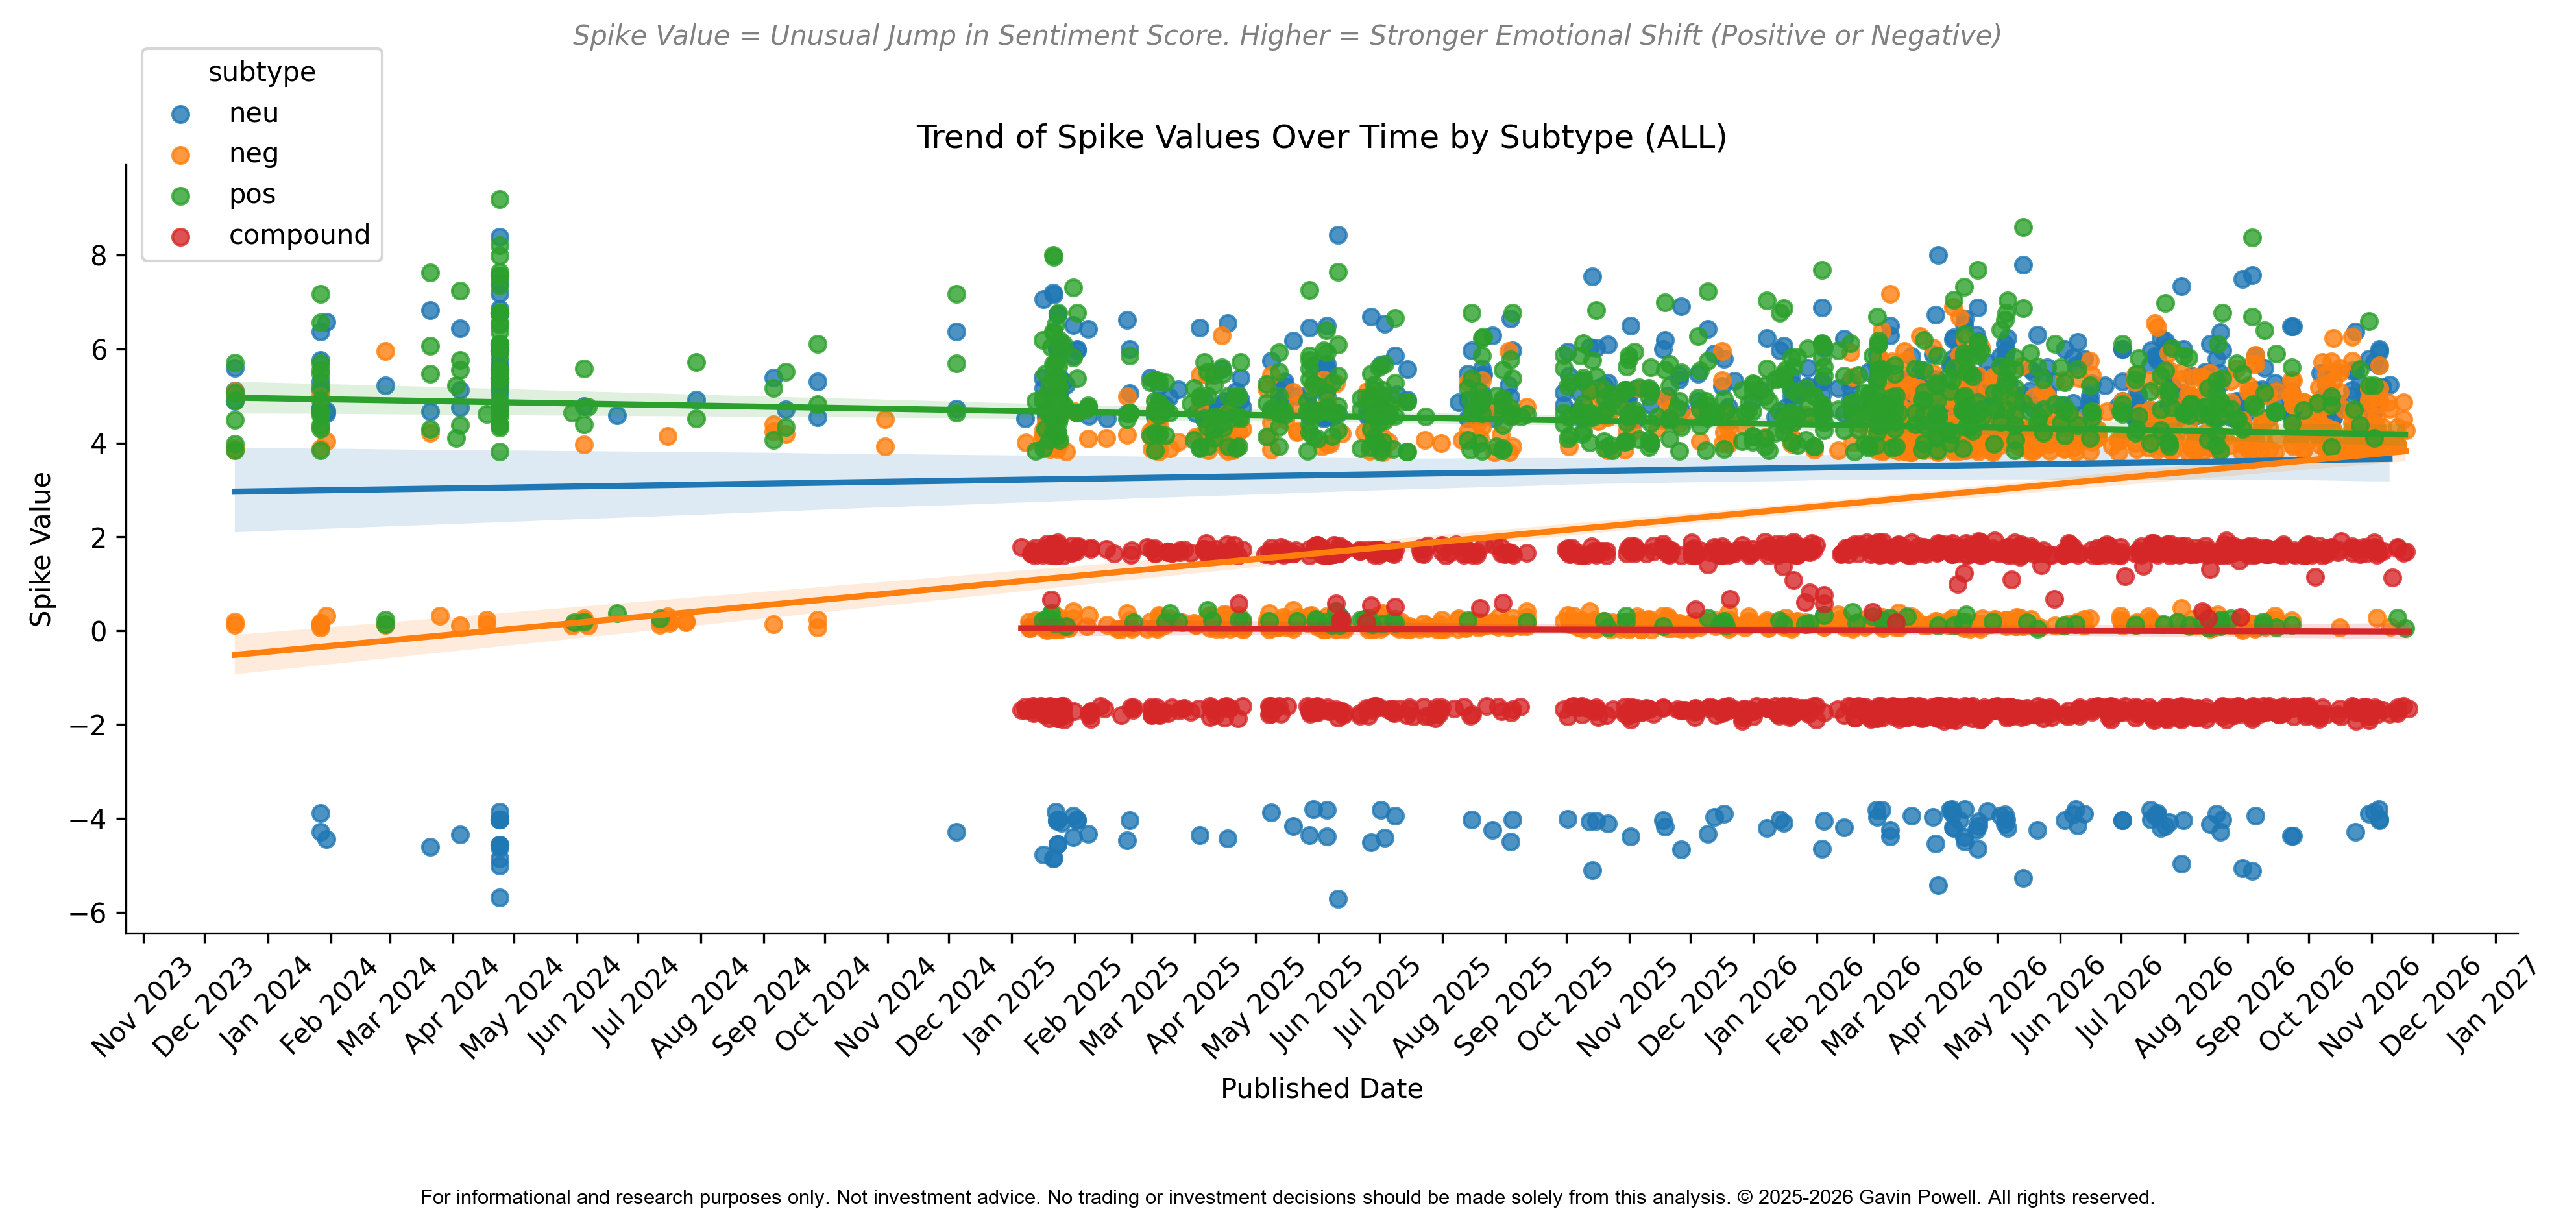 Spike Value = Unusual Jump in Sentiment Score. Higher = Stronger Emotional Shift (Positive or Negative)
subtype
neu
neg
pos
compound
Trend of Spike Values Over Time by Subtype (ALL)
Spike Value
8
6
4
2
0
−2
−4
−6
Nov 2023
Dec 2023
Jan 2024
Feb 2024
Mar 2024
Apr 2024
May 2024
Jun 2024
Jul 2024
Aug 2024
Sep 2024
Oct 2024
Nov 2024
Dec 2024
Jan 2025
Feb 2025
Mar 2025
Apr 2025
May 2025
Jun 2025
Jul 2025
Aug 2025
Sep 2025
Oct 2025
Nov 2025
Dec 2025
Jan 2026
Feb 2026
Mar 2026
Apr 2026
May 2026
Jun 2026
Jul 2026
Aug 2026
Sep 2026
Oct 2026
Nov 2026
Dec 2026
Jan 2027
Published Date
For informational and research purposes only. Not investment advice. No trading or investment decisions should be made solely from this analysis. © 2025-2026 Gavin Powell. All rights reserved.